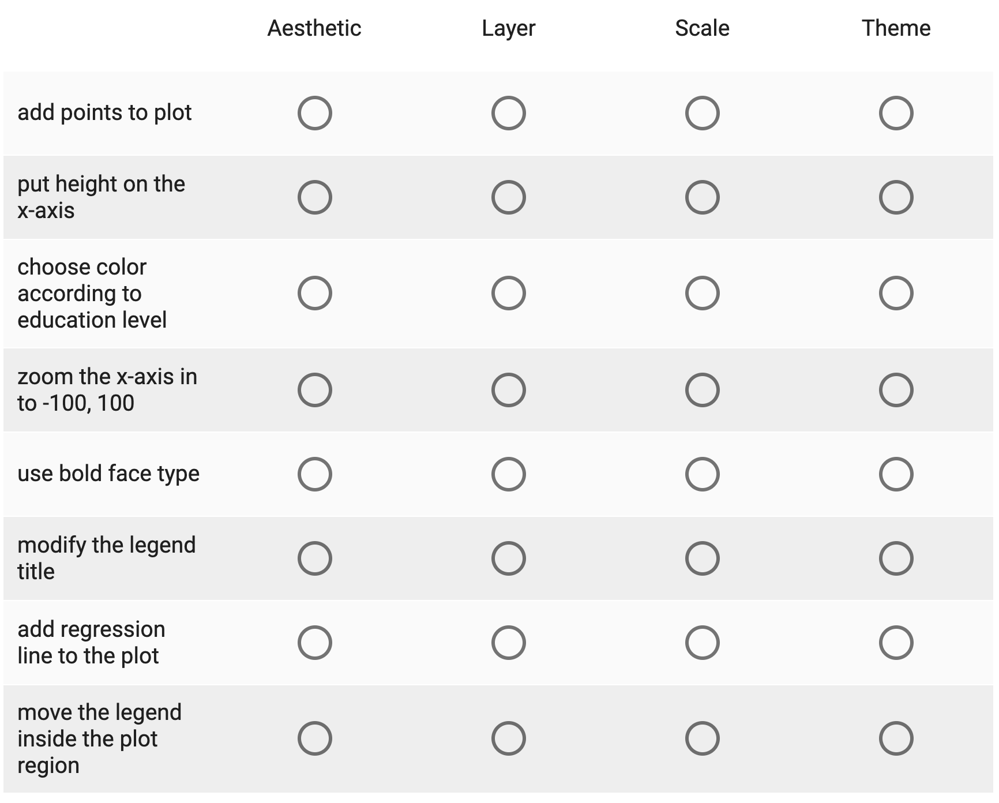 Aesthetic Layer Scale Theme
add points to plot
put height on the
x-axis
choose color
according to
education level
zoom the x-axis in
to -100, 100
use bold face type
modify the legend
title
add regression
line to the plot
move the legend
inside the plot
region